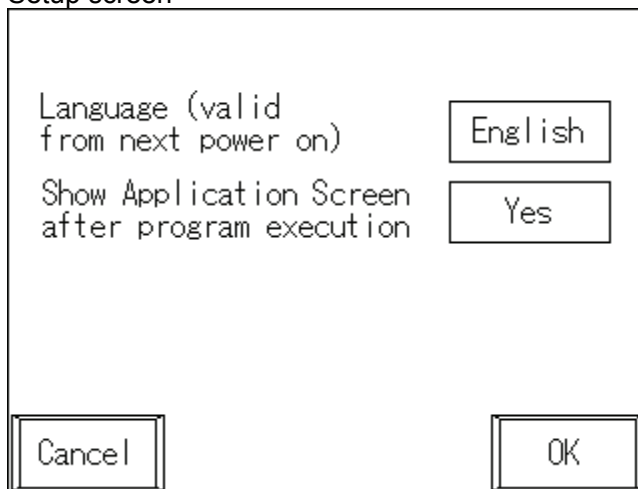 Setup screen
Language (valid
from next power on)
English
Show Application Screen
after program execution
Yes
Cancel
OK